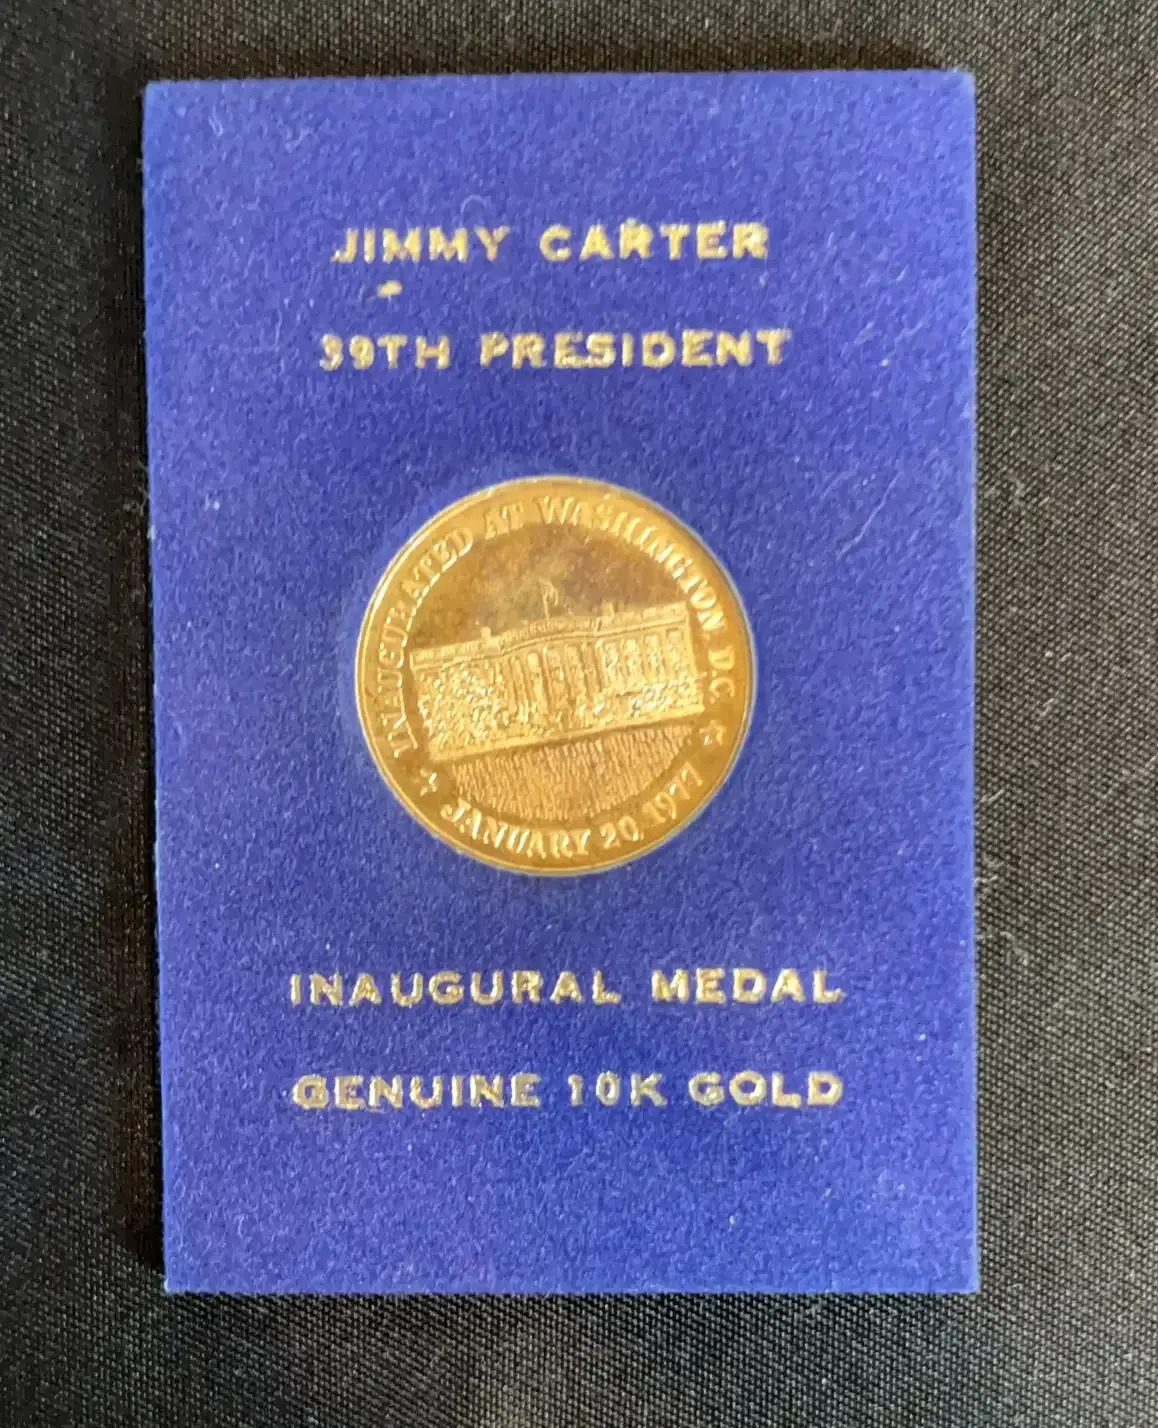 JIMMY CARTER
39TH PRESIDENT
INAUGURATED AT WASHINGTON D.C.
JANUARY 20, 1977
INAUGURAL MEDAL
GENUINE 10K GOLD